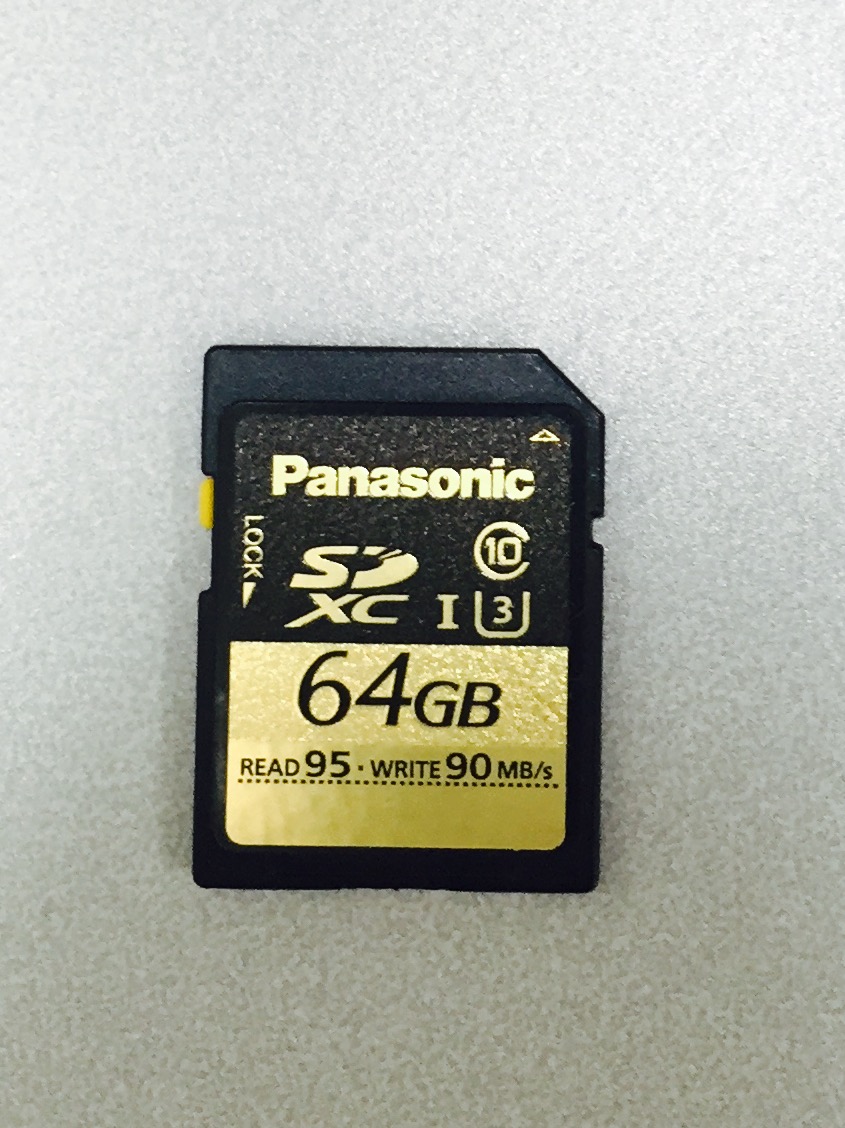 Panasonic
LOCK
10
SD
XC I 3
64GB
READ 95 · WRITE 90 MB/s